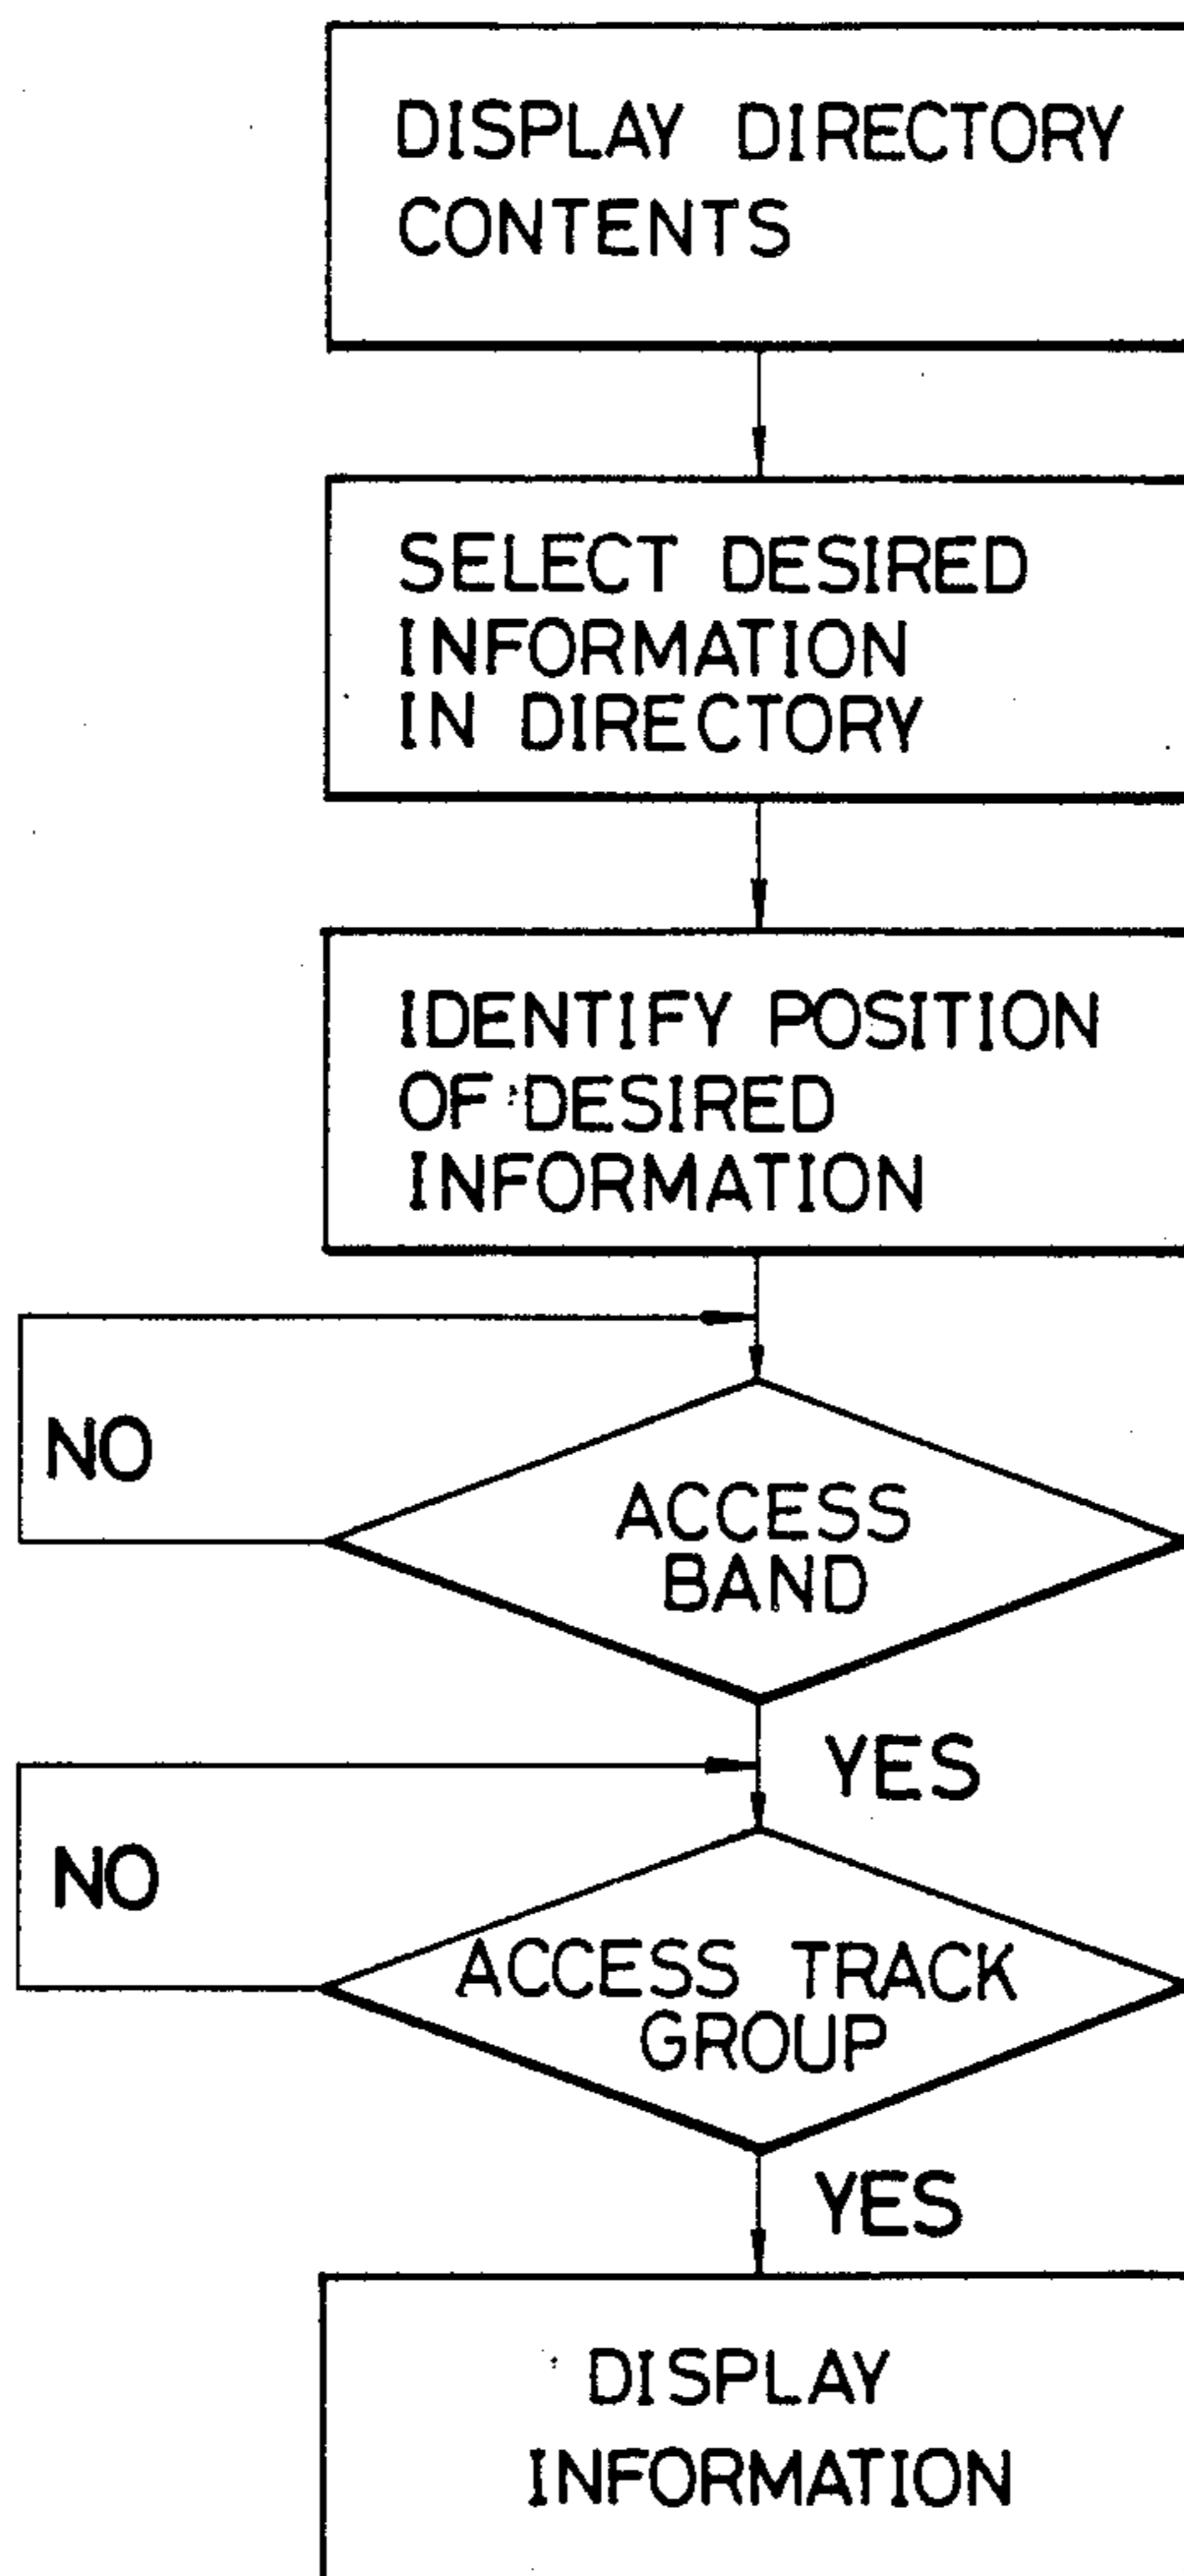 DISPLAY DIRECTORY
CONTENTS
SELECT DESIRED
INFORMATION
IN DIRECTORY
IDENTIFY POSITION
OF DESIRED
INFORMATION
NO
ACCESS
BAND
YES
NO
ACCESS TRACK
GROUP
YES
DISPLAY
INFORMATION